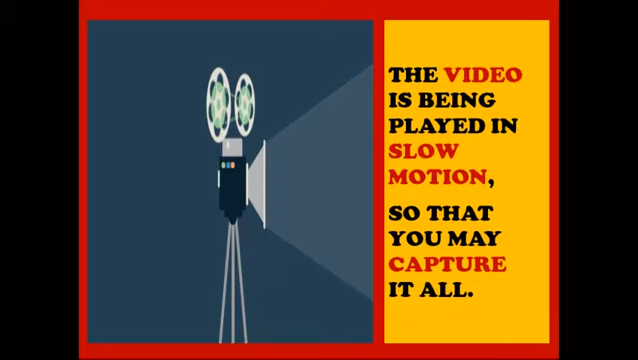 THE VIDEO
IS BEING
PLAYED IN
SLOW
MOTION,
SO THAT
YOU MAY
CAPTURE
IT ALL.